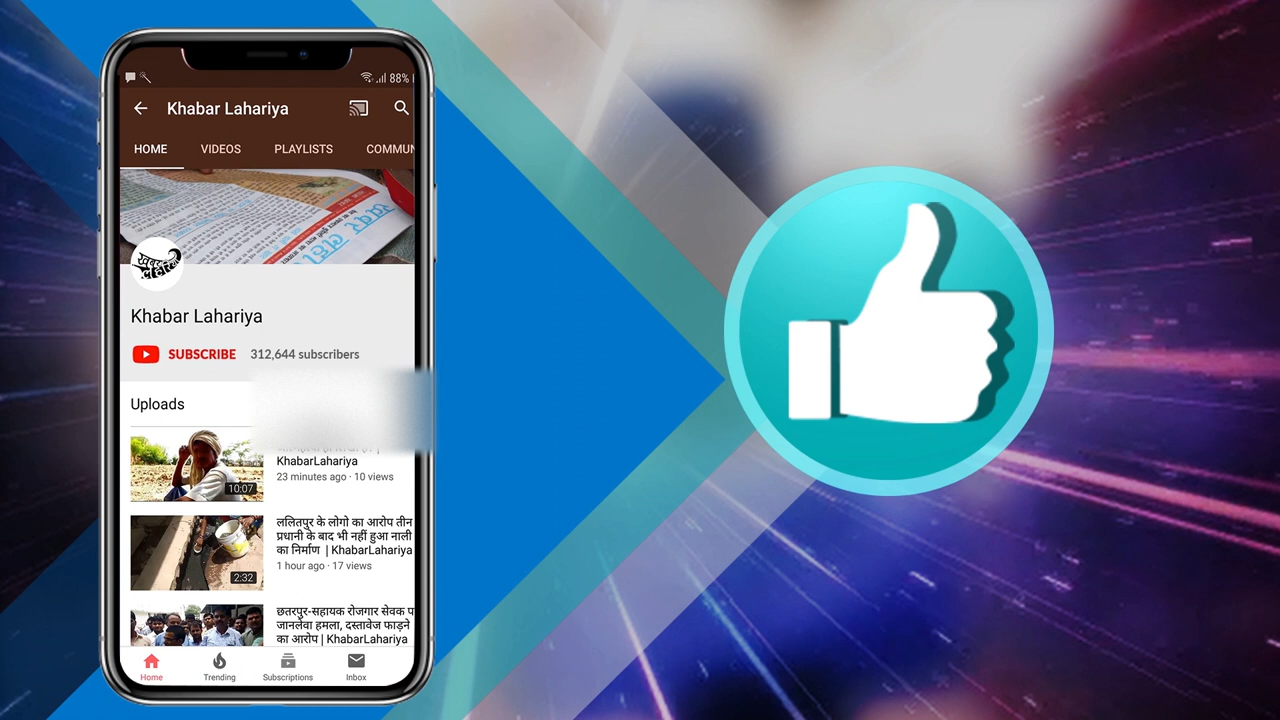 88%
Khabar Lahariya
HOME VIDEOS PLAYLISTS COMMUN
खबर लहरिया
Khabar Lahariya
SUBSCRIBE 312,644 subscribers
Uploads
KhabarLahariya
23 minutes ago · 10 views
10:07
ललितपुर के लोगो का आरोप तीन
प्रधानी के बाद भी नहीं हुआ नाली
का निर्माण | KhabarLahariya
1 hour ago · 17 views
2:32
छतरपुर-सहायक रोजगार सेवक प
जानलेवा हमला, दस्तावेज फाड़ने
का आरोप | KhabarLahariya
Home Trending Subscriptions Inbox